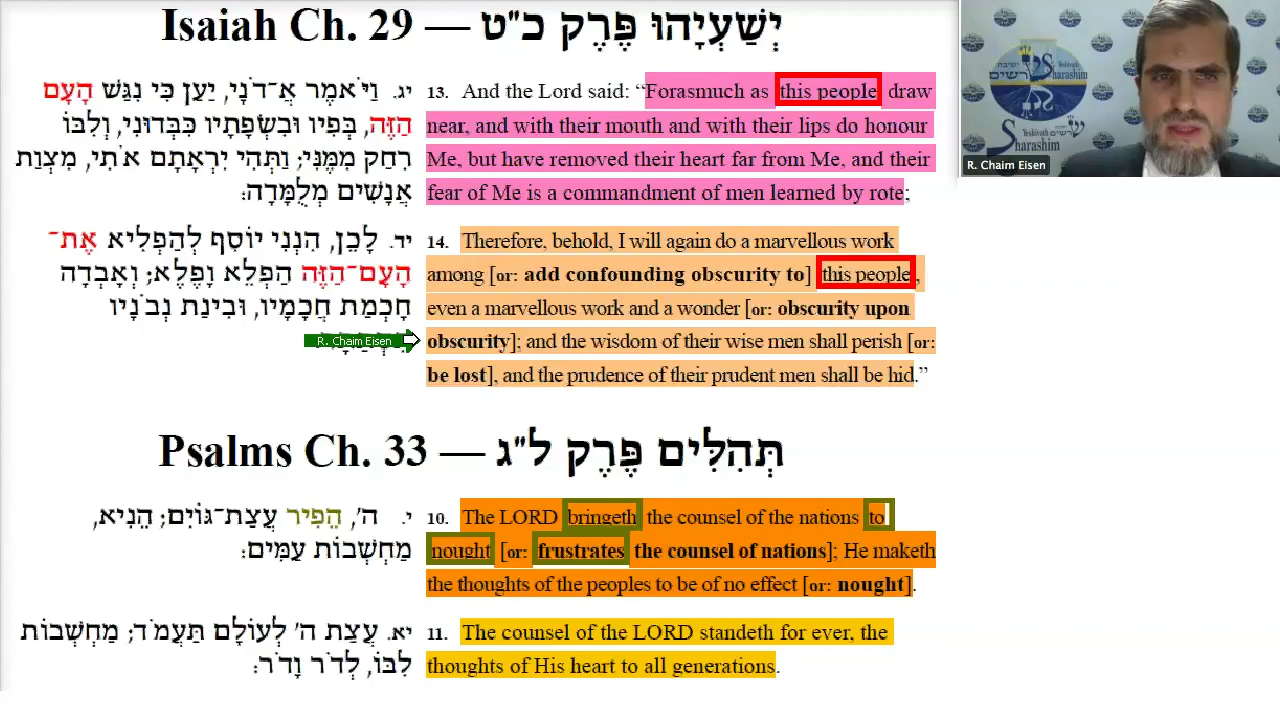 Isaiah Ch. 29 — יְשַׁעְיָהוּ פֶּרֶק כ"ט
יג. וַיֹּאמֶר אֲ־דֹנָי, יַעַן כִּי נִגַּשׁ הָעָם
הַזֶּה, בְּפִיו וּבִשְׂפָתָיו כִּבְּדוּנִי, וְלִבּוֹ
רִחַק מִמֶּנִּי; וַתְּהִי יִרְאָתָם אֹתִי, מִצְוַת
אֲנָשִׁים מְלֻמָּדָה:
13. And the Lord said: “Forasmuch as this people draw
near, and with their mouth and with their lips do honour
Me, but have removed their heart far from Me, and their
fear of Me is a commandment of men learned by rote;
יד. לָכֵן, הִנְנִי יוֹסִף לְהַפְלִיא אֶת־
הָעָם־הַזֶּה הַפְלֵא וָפֶלֶא; וְאָבְדָה
חָכְמַת חֲכָמָיו, וּבִינַת נְבֹנָיו
R. Chaim Eisen
14. Therefore, behold, I will again do a marvellous work
among [or: add confounding obscurity to] this people,
even a marvellous work and a wonder [or: obscurity upon
obscurity]; and the wisdom of their wise men shall perish [or:
be lost], and the prudence of their prudent men shall be hid.”
Psalms Ch. 33 — תְּהִלִּים פֶּרֶק ל"ג
י. ה', הֵפִיר עֲצַת־גּוֹיִם; הֵנִיא,
מַחְשְׁבוֹת עַמִּים:
10. The LORD bringeth the counsel of the nations to
nought [or: frustrates the counsel of nations]; He maketh
the thoughts of the peoples to be of no effect [or: nought].
יא. עֲצַת ה' לְעוֹלָם תַּעֲמֹד; מַחְשְׁבוֹת
לִבּוֹ, לְדֹר וָדֹר:
11. The counsel of the LORD standeth for ever, the
thoughts of His heart to all generations.
ישיבת
שרשים
Sharashim
Yeshivath
Sharashim
R. Chaim Eisen